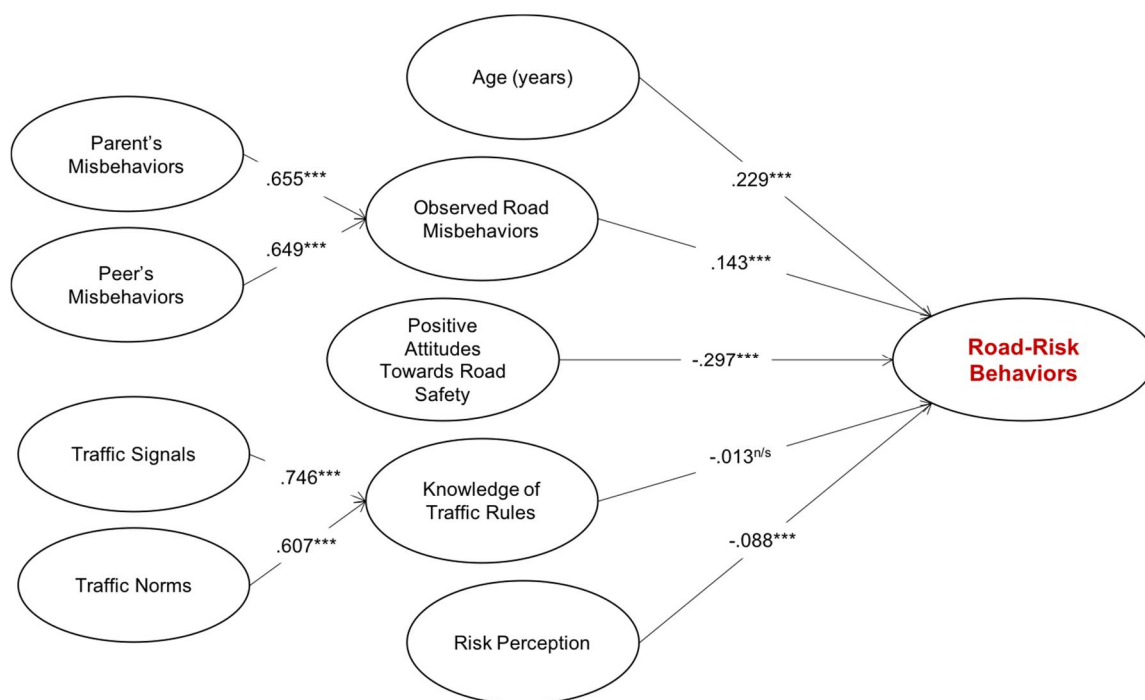 Age (years)
Parent's
Misbehaviors
.655***
.229***
Observed Road
Misbehaviors
.649***
.143***
Peer's
Misbehaviors
Positive
Attitudes
Towards Road
Safety
-.297***
Road-Risk
Behaviors
Traffic Signals
.746***
-.013n/s
Knowledge of
Traffic Rules
.607***
-.088***
Traffic Norms
Risk Perception